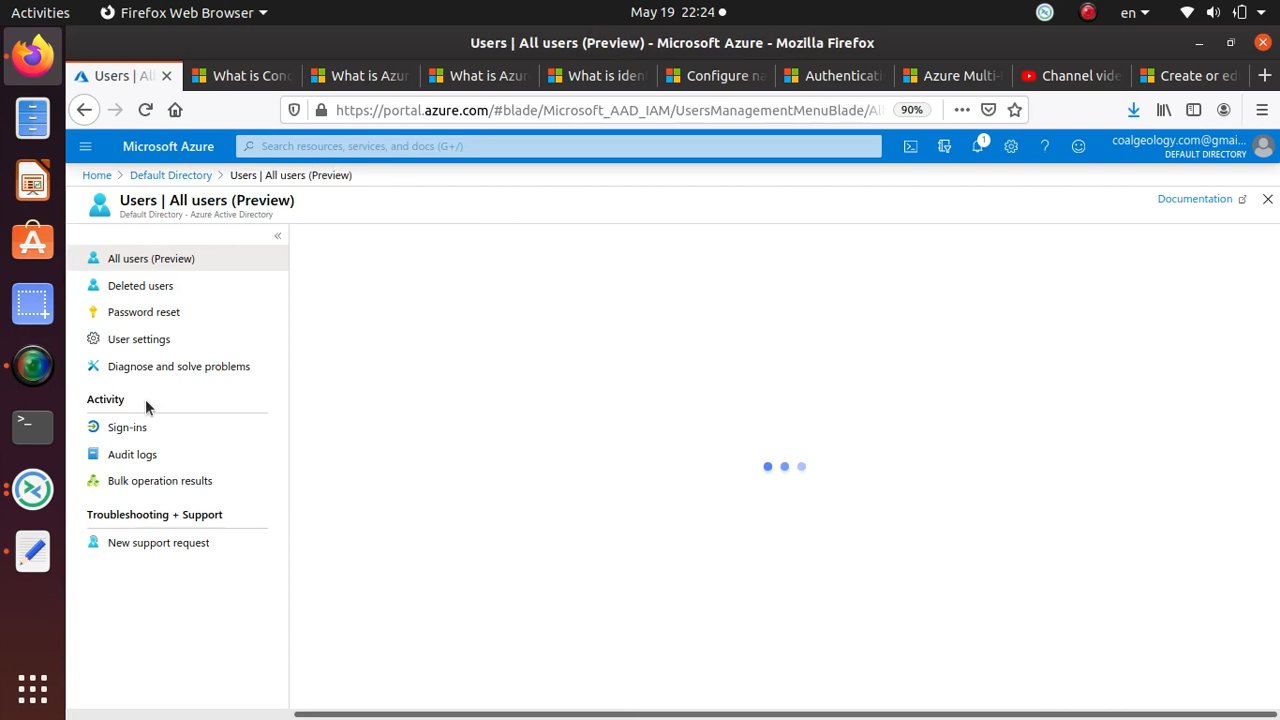 Activities
Firefox Web Browser
May 19 22:24
en
Users | All users (Preview) - Microsoft Azure - Mozilla Firefox
Users | Al
What is Con
What is Azur
What is Azu
What is iden
Configure na
Authenticati
Azure Multi-
Channel vide
Create or ed
https://portal.azure.com/#blade/Microsoft_AAD_IAM/UsersManagementMenuBlade/Al
90%
Microsoft Azure
Search resources, services, and docs (G+/)
1
coalgeology.com@gmai...
DEFAULT DIRECTORY
Home
Default Directory
Users | All users (Preview)
Users | All users (Preview)
Default Directory - Azure Active Directory
Documentation
All users (Preview)
Deleted users
Password reset
User settings
Diagnose and solve problems
Activity
Sign-ins
Audit logs
Bulk operation results
Troubleshooting + Support
New support request